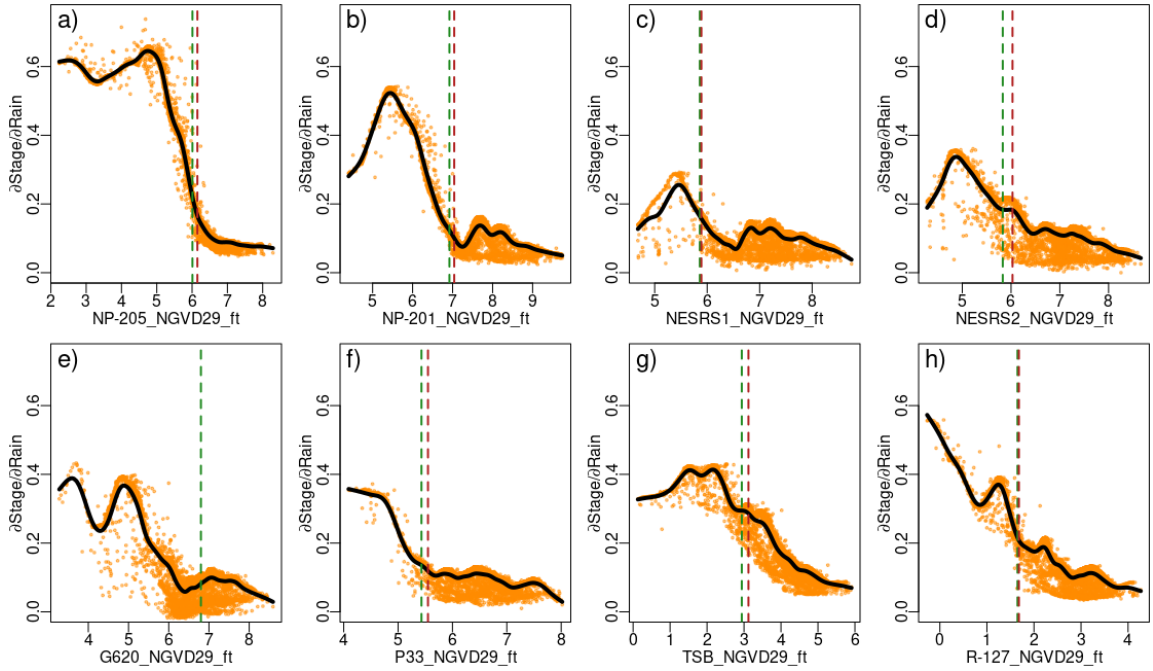 a)
0.0 0.2 0.4 0.6
∂Stage/∂Rain
2 3 4 5 6 7 8
NP-205_NGVD29_ft
b)
0.0 0.2 0.4 0.6
∂Stage/∂Rain
5 6 7 8 9
NP-201_NGVD29_ft
c)
0.0 0.2 0.4 0.6
∂Stage/∂Rain
5 6 7 8
NESRS1_NGVD29_ft
d)
0.0 0.2 0.4 0.6
∂Stage/∂Rain
5 6 7 8
NESRS2_NGVD29_ft
e)
0.0 0.2 0.4 0.6
∂Stage/∂Rain
4 5 6 7 8
G620_NGVD29_ft
f)
0.0 0.2 0.4 0.6
∂Stage/∂Rain
4 5 6 7 8
P33_NGVD29_ft
g)
0.0 0.2 0.4 0.6
∂Stage/∂Rain
0 1 2 3 4 5 6
TSB_NGVD29_ft
h)
0.0 0.2 0.4 0.6
∂Stage/∂Rain
0 1 2 3 4
R-127_NGVD29_ft